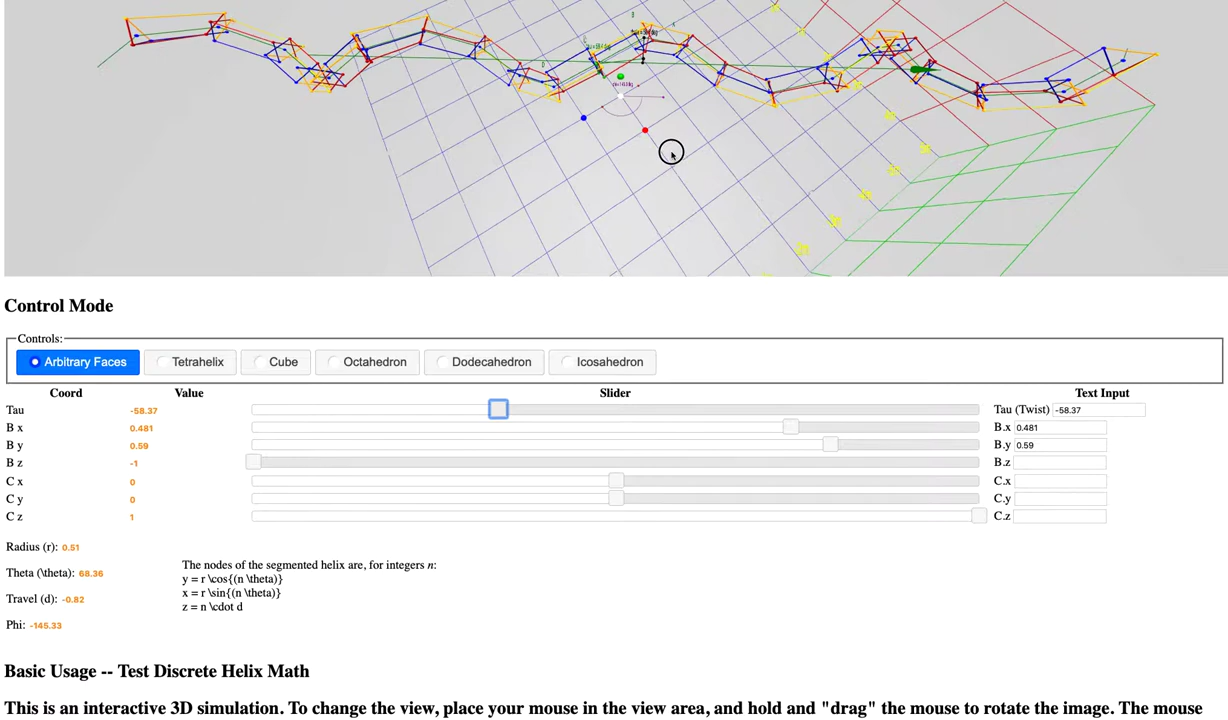 Control Mode
Controls:
Arbitrary Faces Tetrahelix Cube Octahedron Dodecahedron Icosahedron
Coord Value Slider Text Input
Tau -58.37 Tau (Twist) -58.37
B x 0.481 B.x 0.481
B y 0.59 B.y 0.59
B z -1 B.z
C x 0 C.x
C y 0 C.y
C z 1 C.z
Radius (r): 0.51
Theta (\theta): 68.36
Travel (d): -0.82
Phi: -145.33
The nodes of the segmented helix are, for integers n:
y = r \cos{(n \theta)}
x = r \sin{(n \theta)}
z = n \cdot d
Basic Usage -- Test Discrete Helix Math
This is an interactive 3D simulation. To change the view, place your mouse in the view area, and hold and "drag" the mouse to rotate the image. The mouse